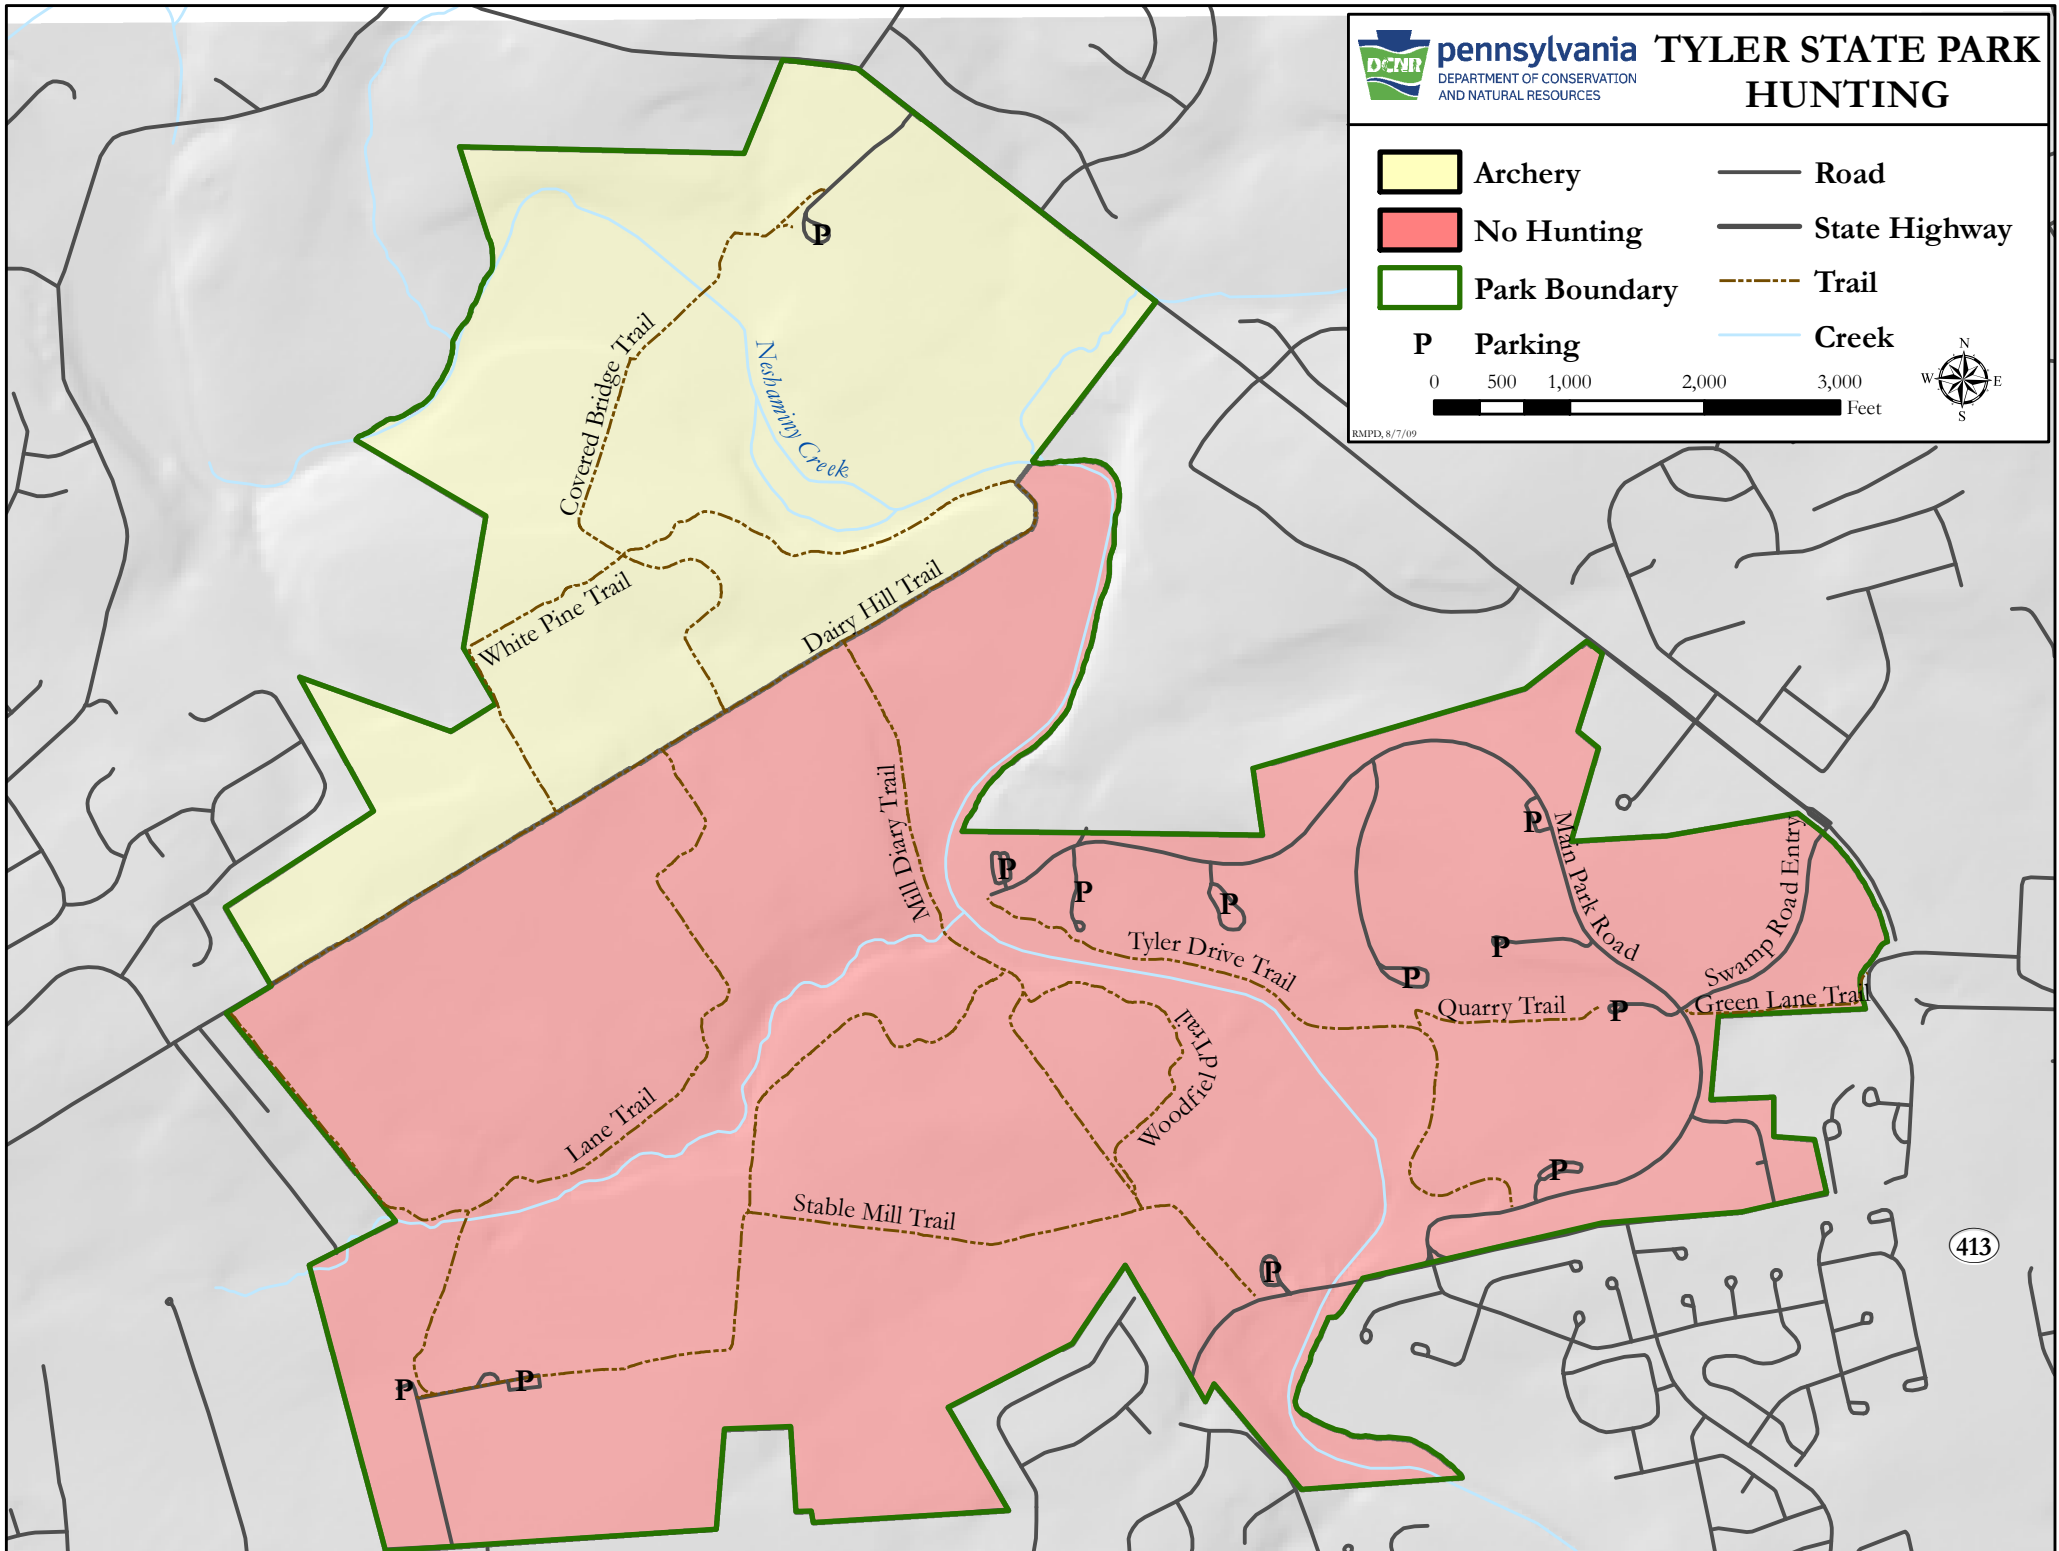 pennsylvania
DCNR
DEPARTMENT OF CONSERVATION
AND NATURAL RESOURCES
TYLER STATE PARK
HUNTING
Archery
No Hunting
Park Boundary
P Parking
Road
State Highway
Trail
Creek
0 500 1,000 2,000 3,000
Feet
N
W E
S
RMPD, 8/7/09
P
Covered Bridge Trail
Neshaminy Creek
White Pine Trail
Dairy Hill Trail
Mill Diary Trail
P
P
P
P
Main Park Road
Swamp Road Entry
Tyler Drive Trail
P
P
Quarry Trail
P
Green Lane Trail
Woodfiel d Trail
Lane Trail
P
Stable Mill Trail
413
P
P
P